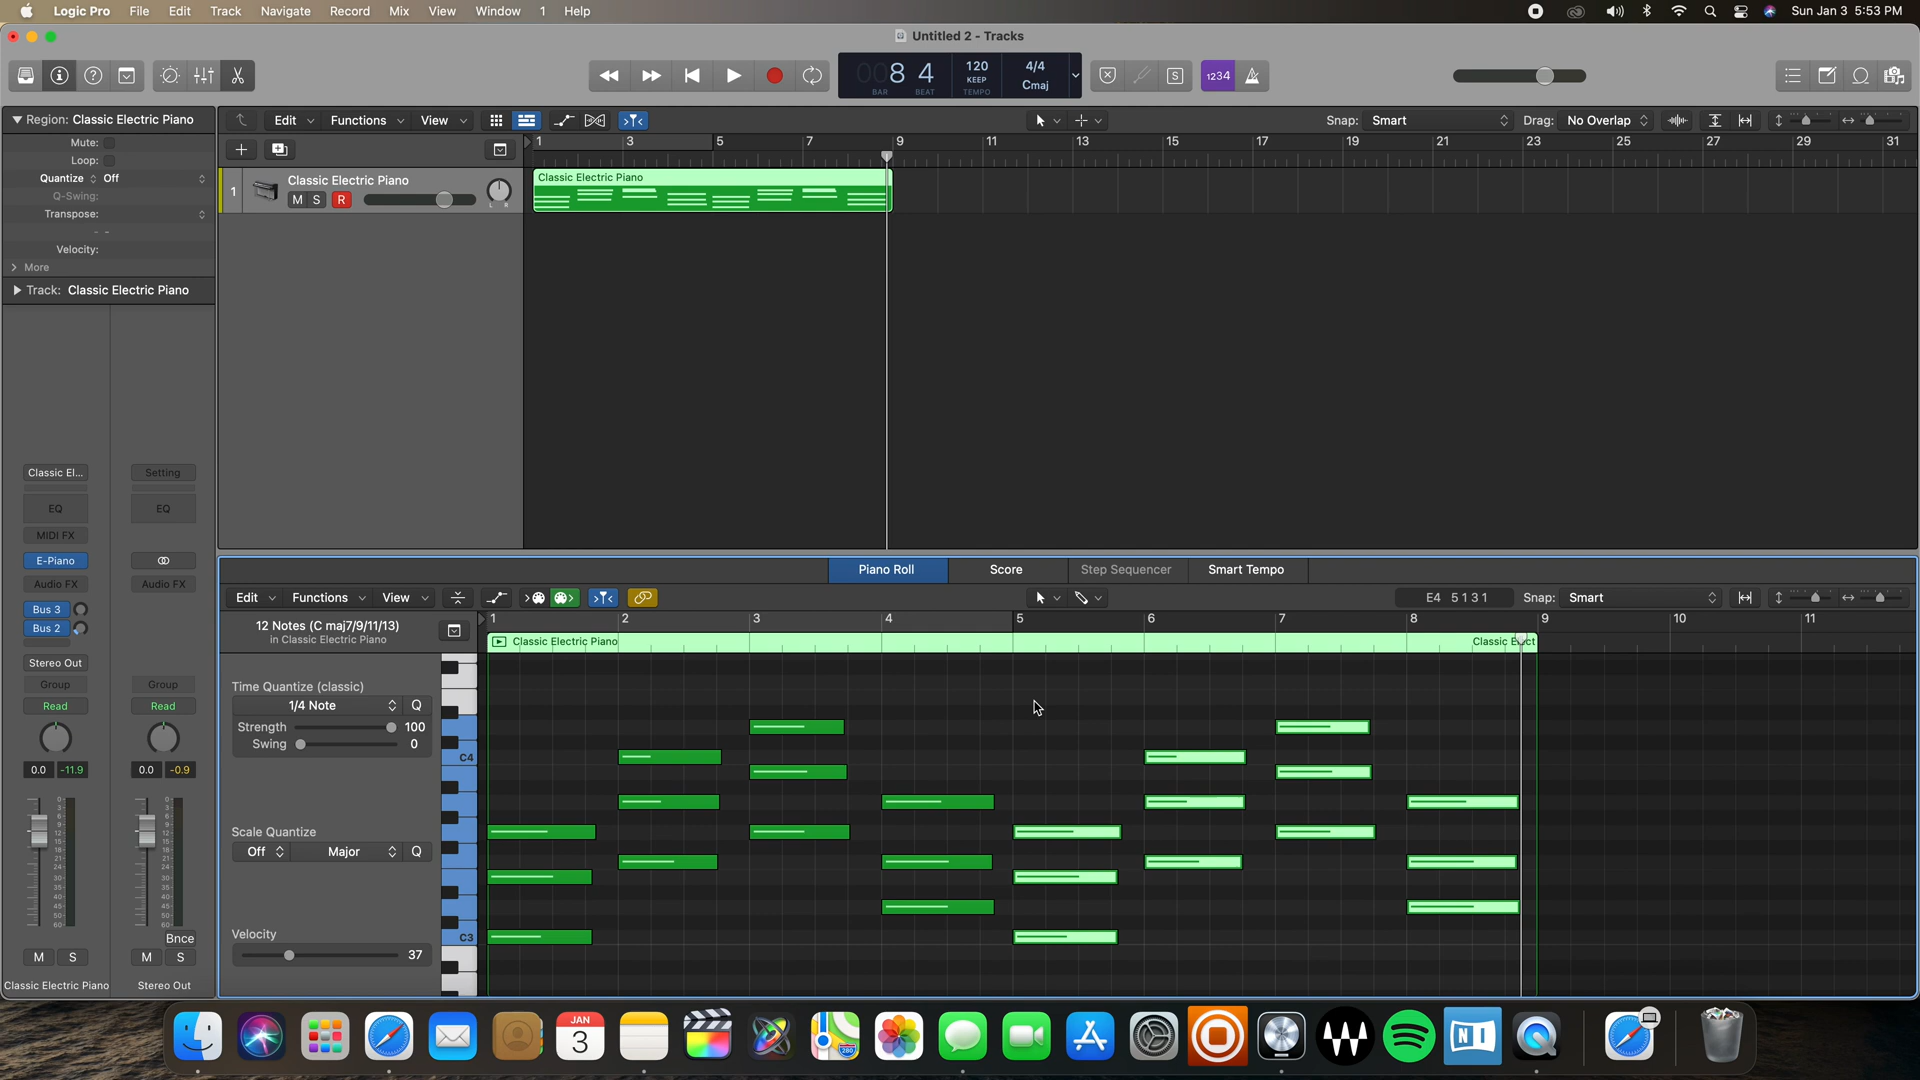 Logic Pro File Edit Track Navigate Record Mix View Window 1 Help Sun Jan 3 5:53 PM
Untitled 2 - Tracks
8 4 120 KEEP 4/4 Cmaj S 1234
BAR BEAT TEMPO
Region: Classic Electric Piano
Mute:
Loop:
Quantize Off
Q-Swing:
Transpose:
- -
Velocity:
More
Track: Classic Electric Piano
Edit Functions View Snap: Smart Drag: No Overlap
1 3 5 7 9 11 13 15 17 19 21 23 25 27 29 31
1 Classic Electric Piano
M S R
L R
Classic Electric Piano
Classic El... Setting
EQ EQ
MIDI FX
E-Piano
Audio FX Audio FX
Bus 3
Bus 2
Stereo Out
Group Group
Read Read
0.0 -11.9 0.0 -0.9
Bnce
M S M S
Classic Electric Piano Stereo Out
Piano Roll Score Step Sequencer Smart Tempo
Edit Functions View E4 5 1 3 1 Snap: Smart
12 Notes (C maj7/9/11/13)
in Classic Electric Piano
1 2 3 4 5 6 7 8 9 10 11
Classic Electric Piano
Time Quantize (classic)
1/4 Note Q
Strength 100
Swing 0
Scale Quantize
Off Major Q
Velocity
37
C4
C3
JAN
3
280